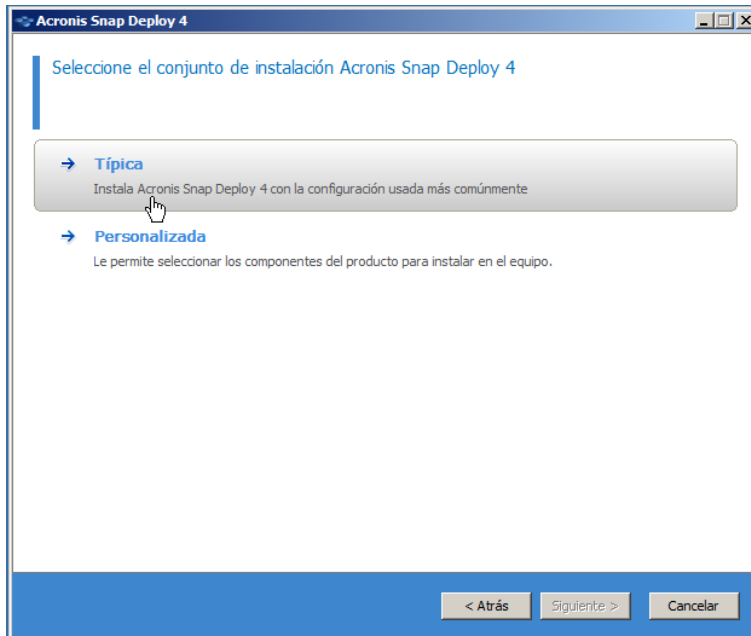 Acronis Snap Deploy 4
Seleccione el conjunto de instalación Acronis Snap Deploy 4
Típica
Instala Acronis Snap Deploy 4 con la configuración usada más comúnmente
Personalizada
Le permite seleccionar los componentes del producto para instalar en el equipo.
< Atrás
Siguiente >
Cancelar